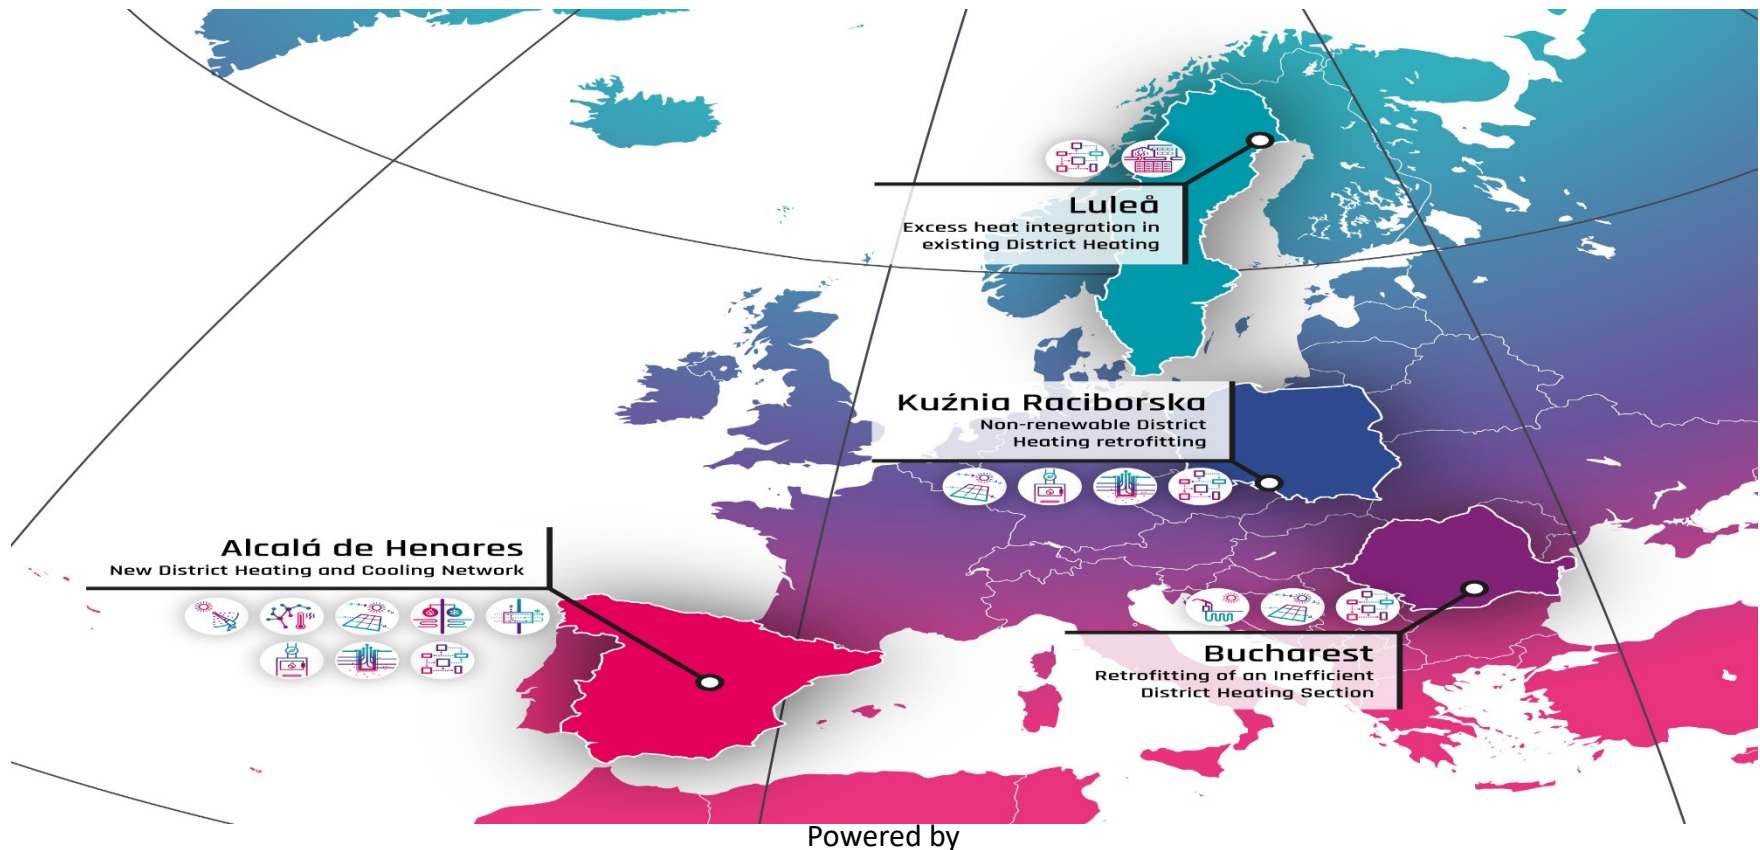 Luleå
Excess heat integration in
existing District Heating
Kuźnia Raciborska
Non-renewable District
Heating retrofitting
Alcalá de Henares
New District Heating and Cooling Network
Bucharest
Retrofitting of an Inefficient
District Heating Section
Powered by